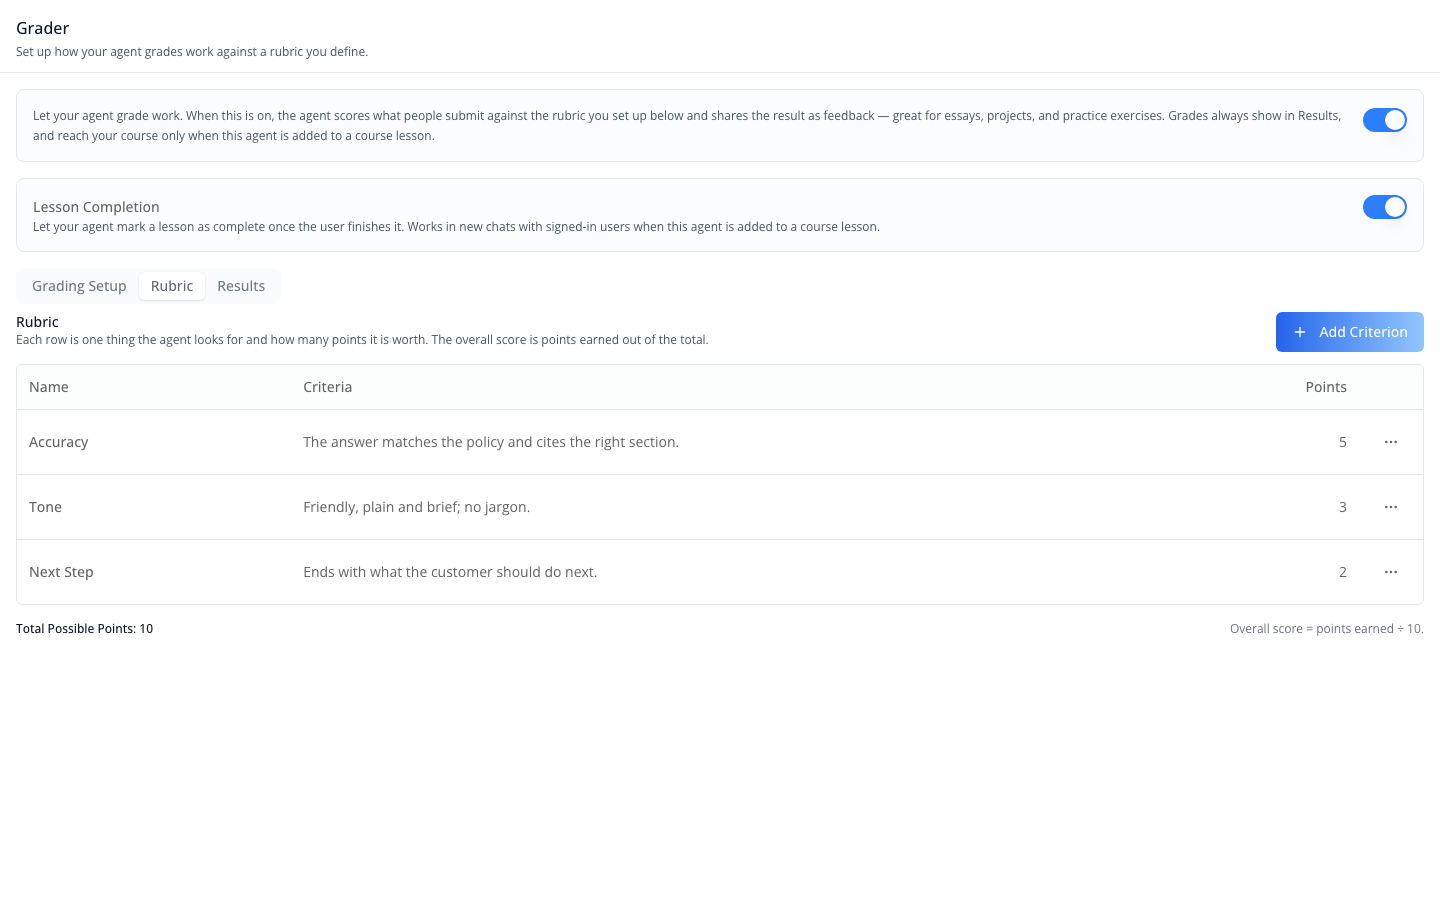 Grader
Set up how your agent grades work against a rubric you define.
Let your agent grade work. When this is on, the agent scores what people submit against the rubric you set up below and shares the result as feedback — great for essays, projects, and practice exercises. Grades always show in Results,
and reach your course only when this agent is added to a course lesson.
Lesson Completion
Let your agent mark a lesson as complete once the user finishes it. Works in new chats with signed-in users when this agent is added to a course lesson.
Grading Setup Rubric Results
Rubric
Each row is one thing the agent looks for and how many points it is worth. The overall score is points earned out of the total.
+ Add Criterion
Name Criteria Points
Accuracy The answer matches the policy and cites the right section. 5 ...
Tone Friendly, plain and brief; no jargon. 3 ...
Next Step Ends with what the customer should do next. 2 ...
Total Possible Points: 10 Overall score = points earned ÷ 10.